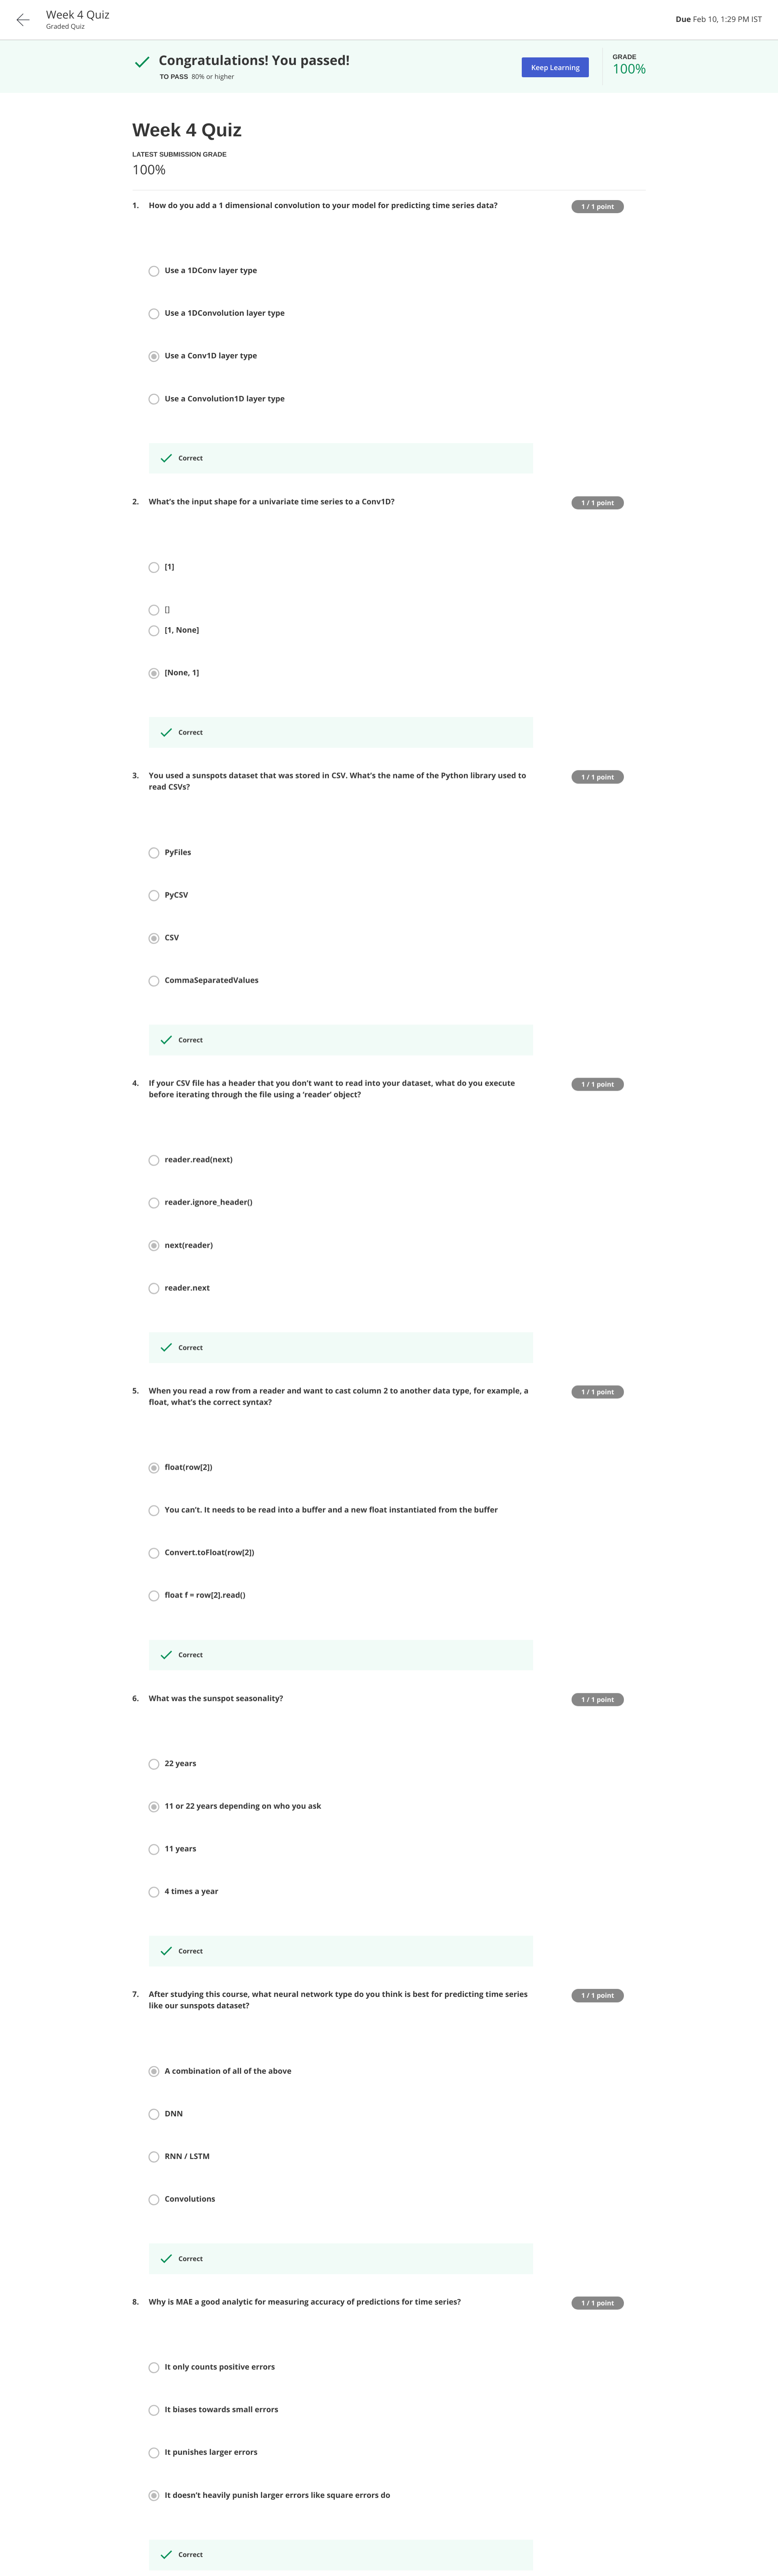 Week 4 Quiz
Graded Quiz
Due Feb 10, 1:29 PM IST
Congratulations! You passed!
TO PASS 80% or higher
Keep Learning
GRADE
100%
Week 4 Quiz
LATEST SUBMISSION GRADE
100%
1. How do you add a 1 dimensional convolution to your model for predicting time series data?
1 / 1 point
Use a 1DConv layer type
Use a 1DConvolution layer type
Use a Conv1D layer type
Use a Convolution1D layer type
Correct
2. What’s the input shape for a univariate time series to a Conv1D?
1 / 1 point
[1]
[]
[1, None]
[None, 1]
Correct
3. You used a sunspots dataset that was stored in CSV. What’s the name of the Python library used to
read CSVs?
1 / 1 point
PyFiles
PyCSV
CSV
CommaSeparatedValues
Correct
4. If your CSV file has a header that you don’t want to read into your dataset, what do you execute
before iterating through the file using a ‘reader’ object?
1 / 1 point
reader.read(next)
reader.ignore_header()
next(reader)
reader.next
Correct
5. When you read a row from a reader and want to cast column 2 to another data type, for example, a
float, what’s the correct syntax?
1 / 1 point
float(row[2])
You can’t. It needs to be read into a buffer and a new float instantiated from the buffer
Convert.toFloat(row[2])
float f = row[2].read()
Correct
6. What was the sunspot seasonality?
1 / 1 point
22 years
11 or 22 years depending on who you ask
11 years
4 times a year
Correct
7. After studying this course, what neural network type do you think is best for predicting time series
like our sunspots dataset?
1 / 1 point
A combination of all of the above
DNN
RNN / LSTM
Convolutions
Correct
8. Why is MAE a good analytic for measuring accuracy of predictions for time series?
1 / 1 point
It only counts positive errors
It biases towards small errors
It punishes larger errors
It doesn’t heavily punish larger errors like square errors do
Correct